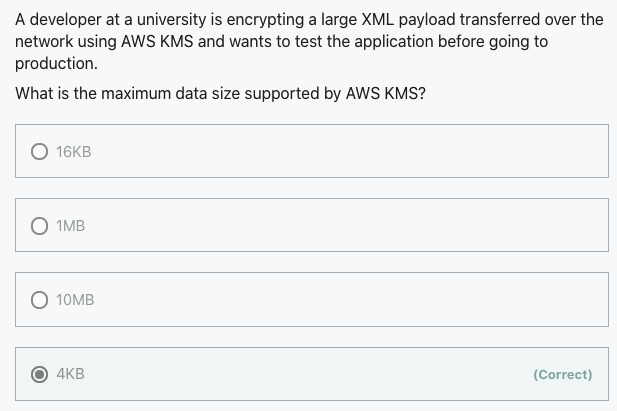 A developer at a university is encrypting a large XML payload transferred over the
network using AWS KMS and wants to test the application before going to
production.
What is the maximum data size supported by AWS KMS?
16KB
1MB
10MB
4KB (Correct)